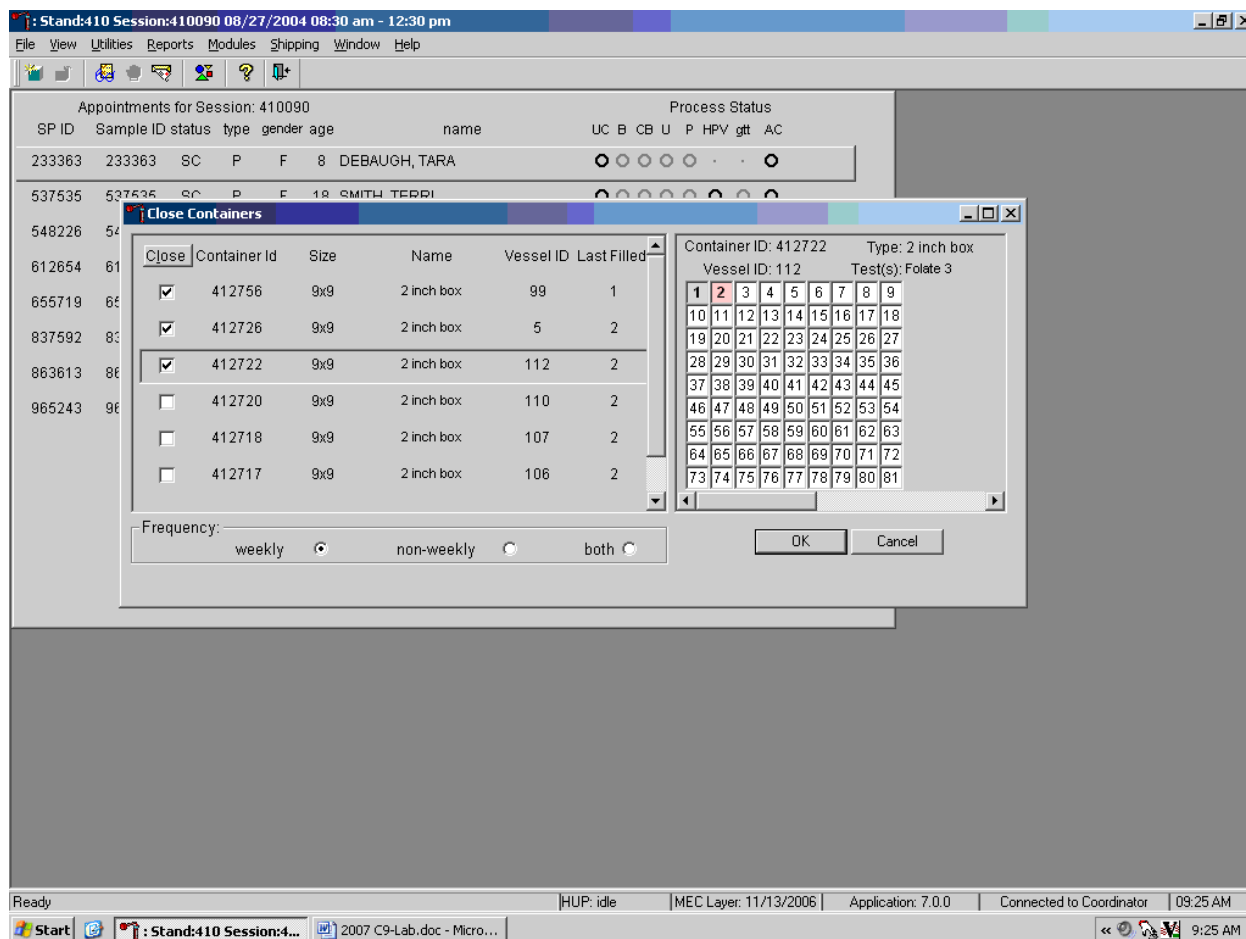 : Stand:410 Session:410090 08/27/2004 08:30 am - 12:30 pm
File View Utilities Reports Modules Shipping Window Help
Appointments for Session: 410090 Process Status
SP ID Sample ID status type gender age name UC B CB U P HPV gtt AC
233363 233363 SC P F 8 DEBAUGH, TARA
537535 537535 SC P F 18 SMITH, TERRI
548226 54
612654 61
655719 65
837592 83
863613 86
965243 96
Close Containers
Close Container Id Size Name Vessel ID Last Filled
412756 9x9 2 inch box 99 1
412726 9x9 2 inch box 5 2
412722 9x9 2 inch box 112 2
412720 9x9 2 inch box 110 2
412718 9x9 2 inch box 107 2
412717 9x9 2 inch box 106 2
Container ID: 412722 Type: 2 inch box
Vessel ID: 112 Test(s): Folate 3
1 2 3 4 5 6 7 8 9
10 11 12 13 14 15 16 17 18
19 20 21 22 23 24 25 26 27
28 29 30 31 32 33 34 35 36
37 38 39 40 41 42 43 44 45
46 47 48 49 50 51 52 53 54
55 56 57 58 59 60 61 62 63
64 65 66 67 68 69 70 71 72
73 74 75 76 77 78 79 80 81
Frequency:
weekly non-weekly both
OK Cancel
Ready HUP: idle MEC Layer: 11/13/2006 Application: 7.0.0 Connected to Coordinator 09:25 AM
Start : Stand:410 Session:4... 2007 C9-Lab.doc - Micro... « 9:25 AM